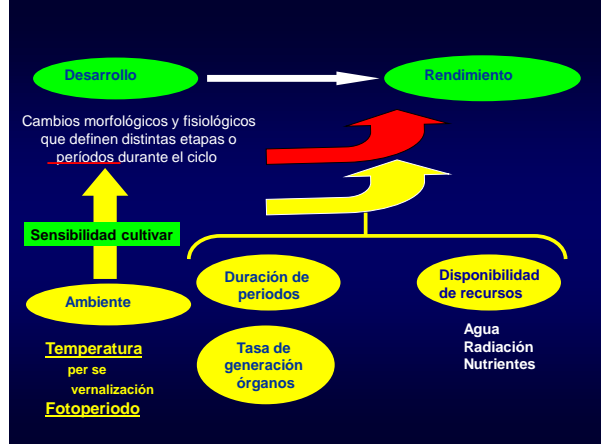 Desarrollo
Rendimiento
Cambios morfológicos y fisiológicos
que definen distintas etapas o
períodos durante el ciclo
Sensibilidad cultivar
Ambiente
Temperatura
per se
vernalización
Fotoperiodo
Duración de
periodos
Tasa de
generación
órganos
Disponibilidad
de recursos
Agua
Radiación
Nutrientes